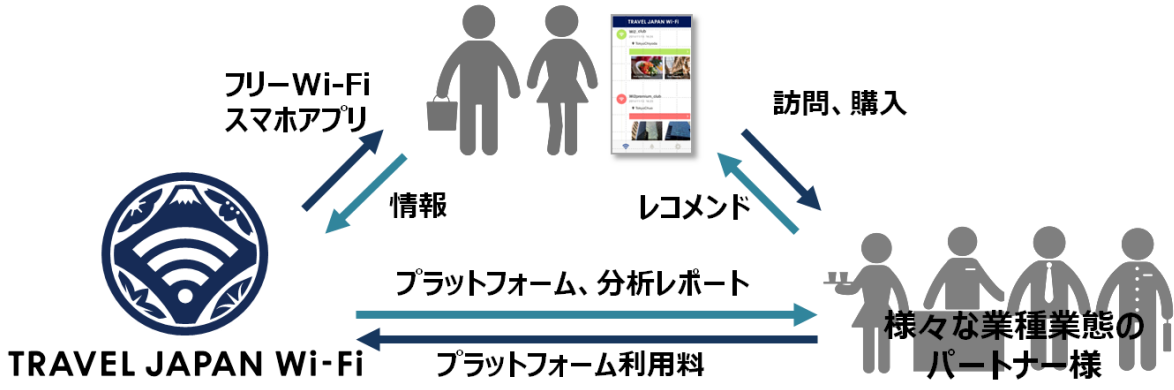 TRAVEL JAPAN Wi-Fi
フリーWi-Fi
スマホアプリ
訪問、購入
情報
レコメンド
プラットフォーム、分析レポート
様々な業種業態の
パートナー様
TRAVEL JAPAN Wi-Fi
プラットフォーム利用料